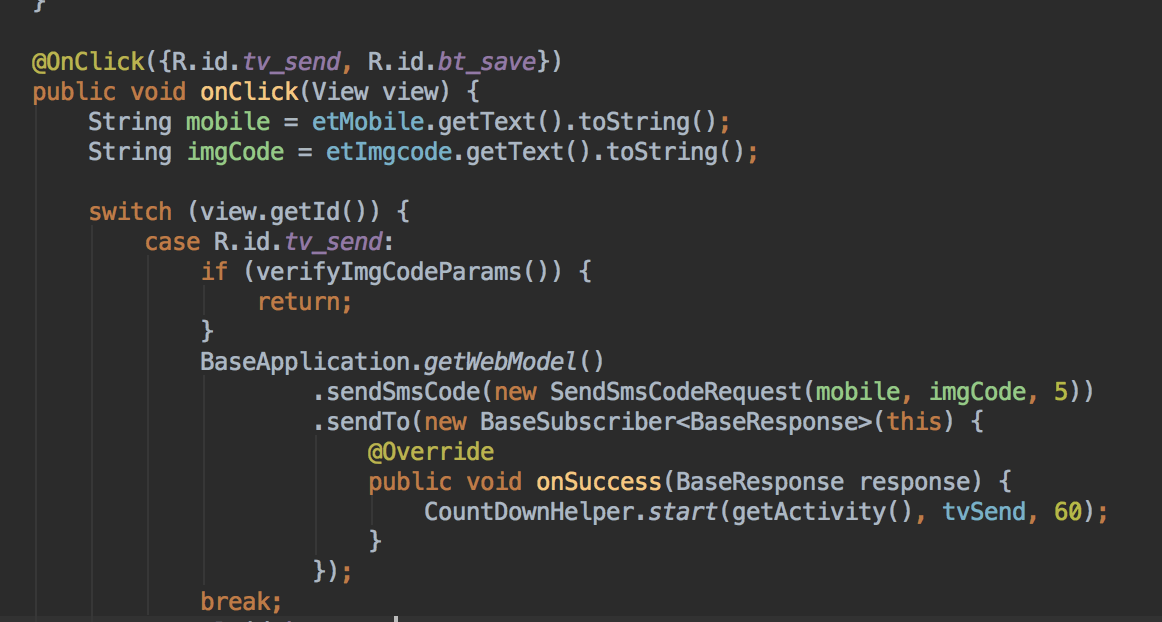 }
@OnClick({R.id.tv_send, R.id.bt_save})
public void onClick(View view) {
String mobile = etMobile.getText().toString();
String imgCode = etImgcode.getText().toString();
switch (view.getId()) {
case R.id.tv_send:
if (verifyImgCodeParams()) {
return;
}
BaseApplication.getWebModel()
.sendSmsCode(new SendSmsCodeRequest(mobile, imgCode, 5))
.sendTo(new BaseSubscriber<BaseResponse>(this) {
@Override
public void onSuccess(BaseResponse response) {
CountDownHelper.start(getActivity(), tvSend, 60);
}
});
break;